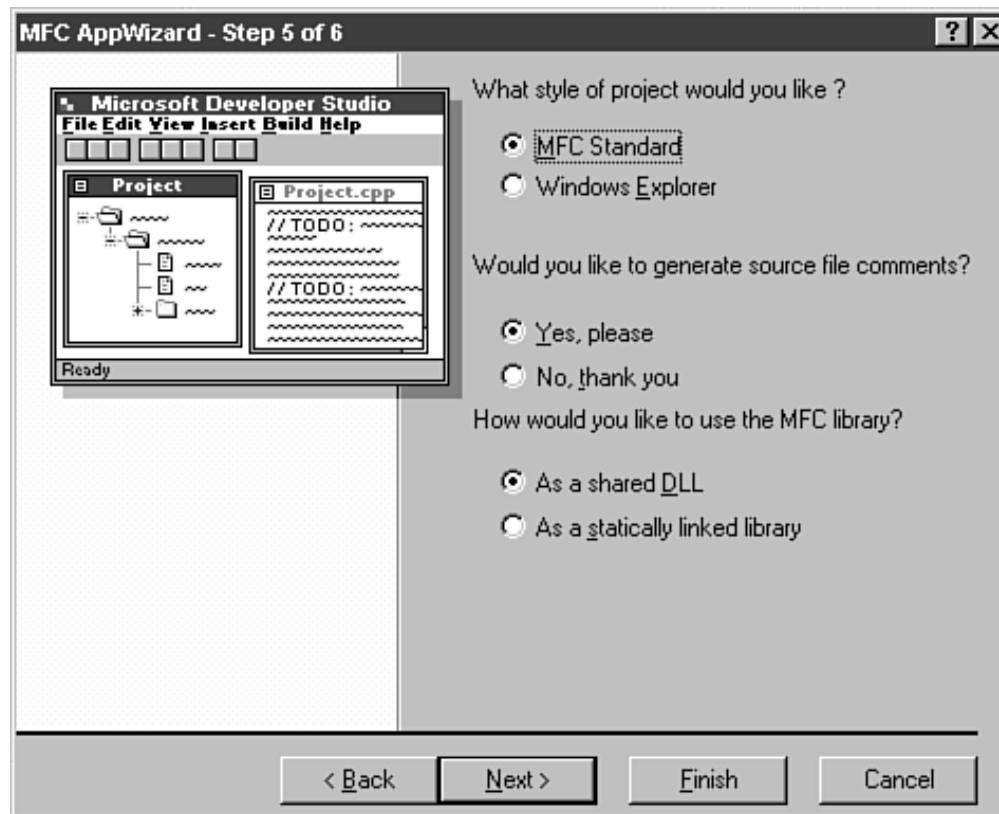 MFC AppWizard - Step 5 of 6
Microsoft Developer Studio
File Edit View Insert Build Help
Project
Project.cpp
// TODO:
// TODO:
Ready
What style of project would you like ?
MFC Standard
Windows Explorer
Would you like to generate source file comments?
Yes, please
No, thank you
How would you like to use the MFC library?
As a shared DLL
As a statically linked library
< Back
Next >
Finish
Cancel